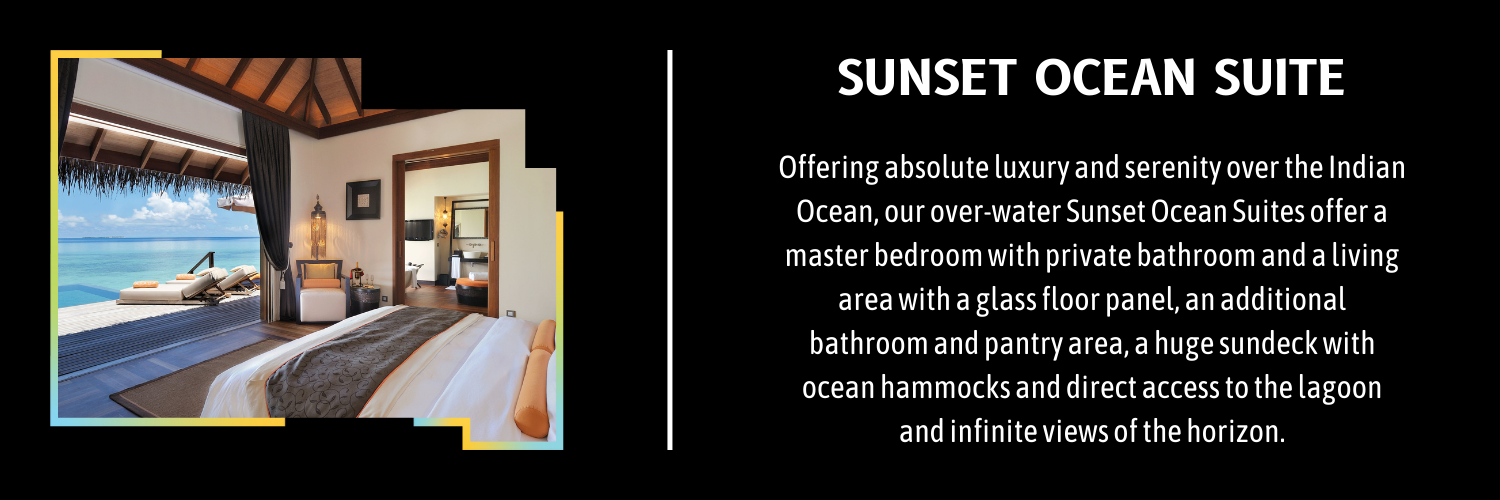 SUNSET OCEAN SUITE
Offering absolute luxury and serenity over the Indian
Ocean, our over-water Sunset Ocean Suites offer a
master bedroom with private bathroom and a living
area with a glass floor panel, an additional
bathroom and pantry area, a huge sundeck with
ocean hammocks and direct access to the lagoon
and infinite views of the horizon.